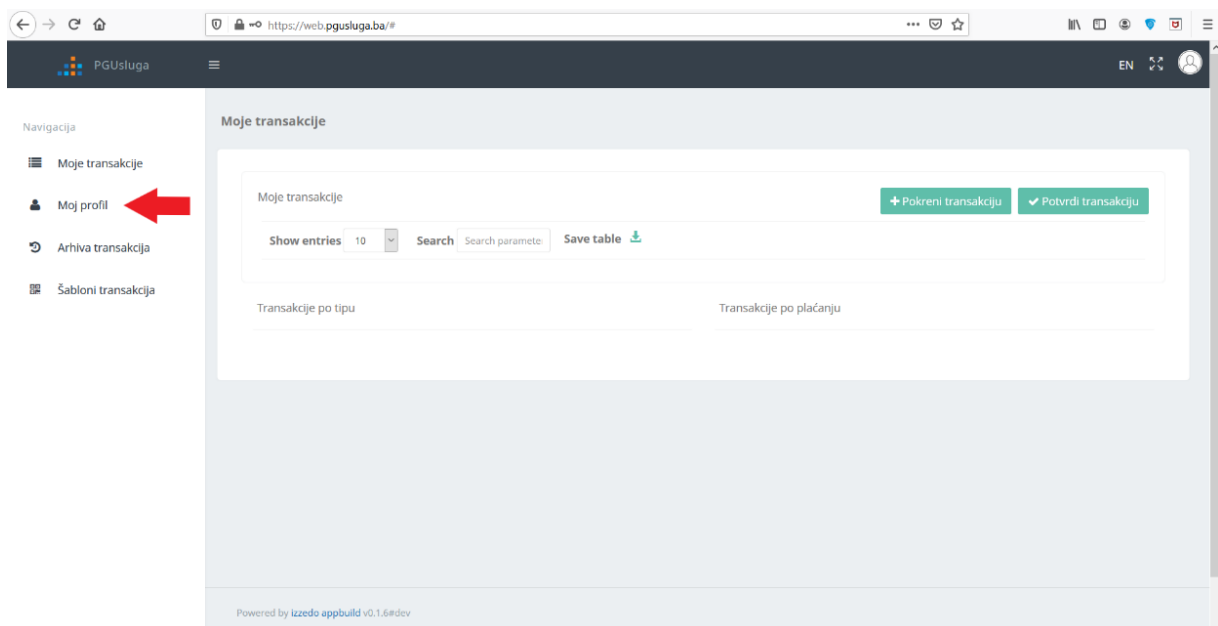 https://web.pgusluga.ba/#
PGUsluga
EN
Navigacija
Moje transakcije
Moj profil
Arhiva transakcija
Šabloni transakcija
Moje transakcije
Moje transakcije
Pokreni transakciju
Potvrdi transakciju
Show entries 10 Search Search paramete Save table
Transakcije po tipu
Transakcije po plaćanju
Powered by izzedo appbuild v0.1.6#dev